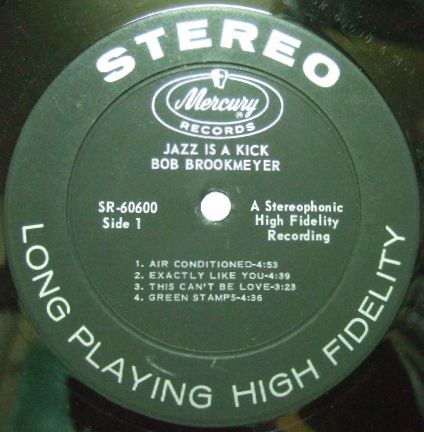 STEREO
Mercury
®
RECORDS
JAZZ IS A KICK
BOB BROOKMEYER
SR-60600
Side 1
A Stereophonic
High Fidelity
Recording
1. AIR CONDITIONED-4:53
2. EXACTLY LIKE YOU-4:39
3. THIS CAN'T BE LOVE-3:23
4. GREEN STAMPS-4:36
LONG PLAYING HIGH FIDELITY